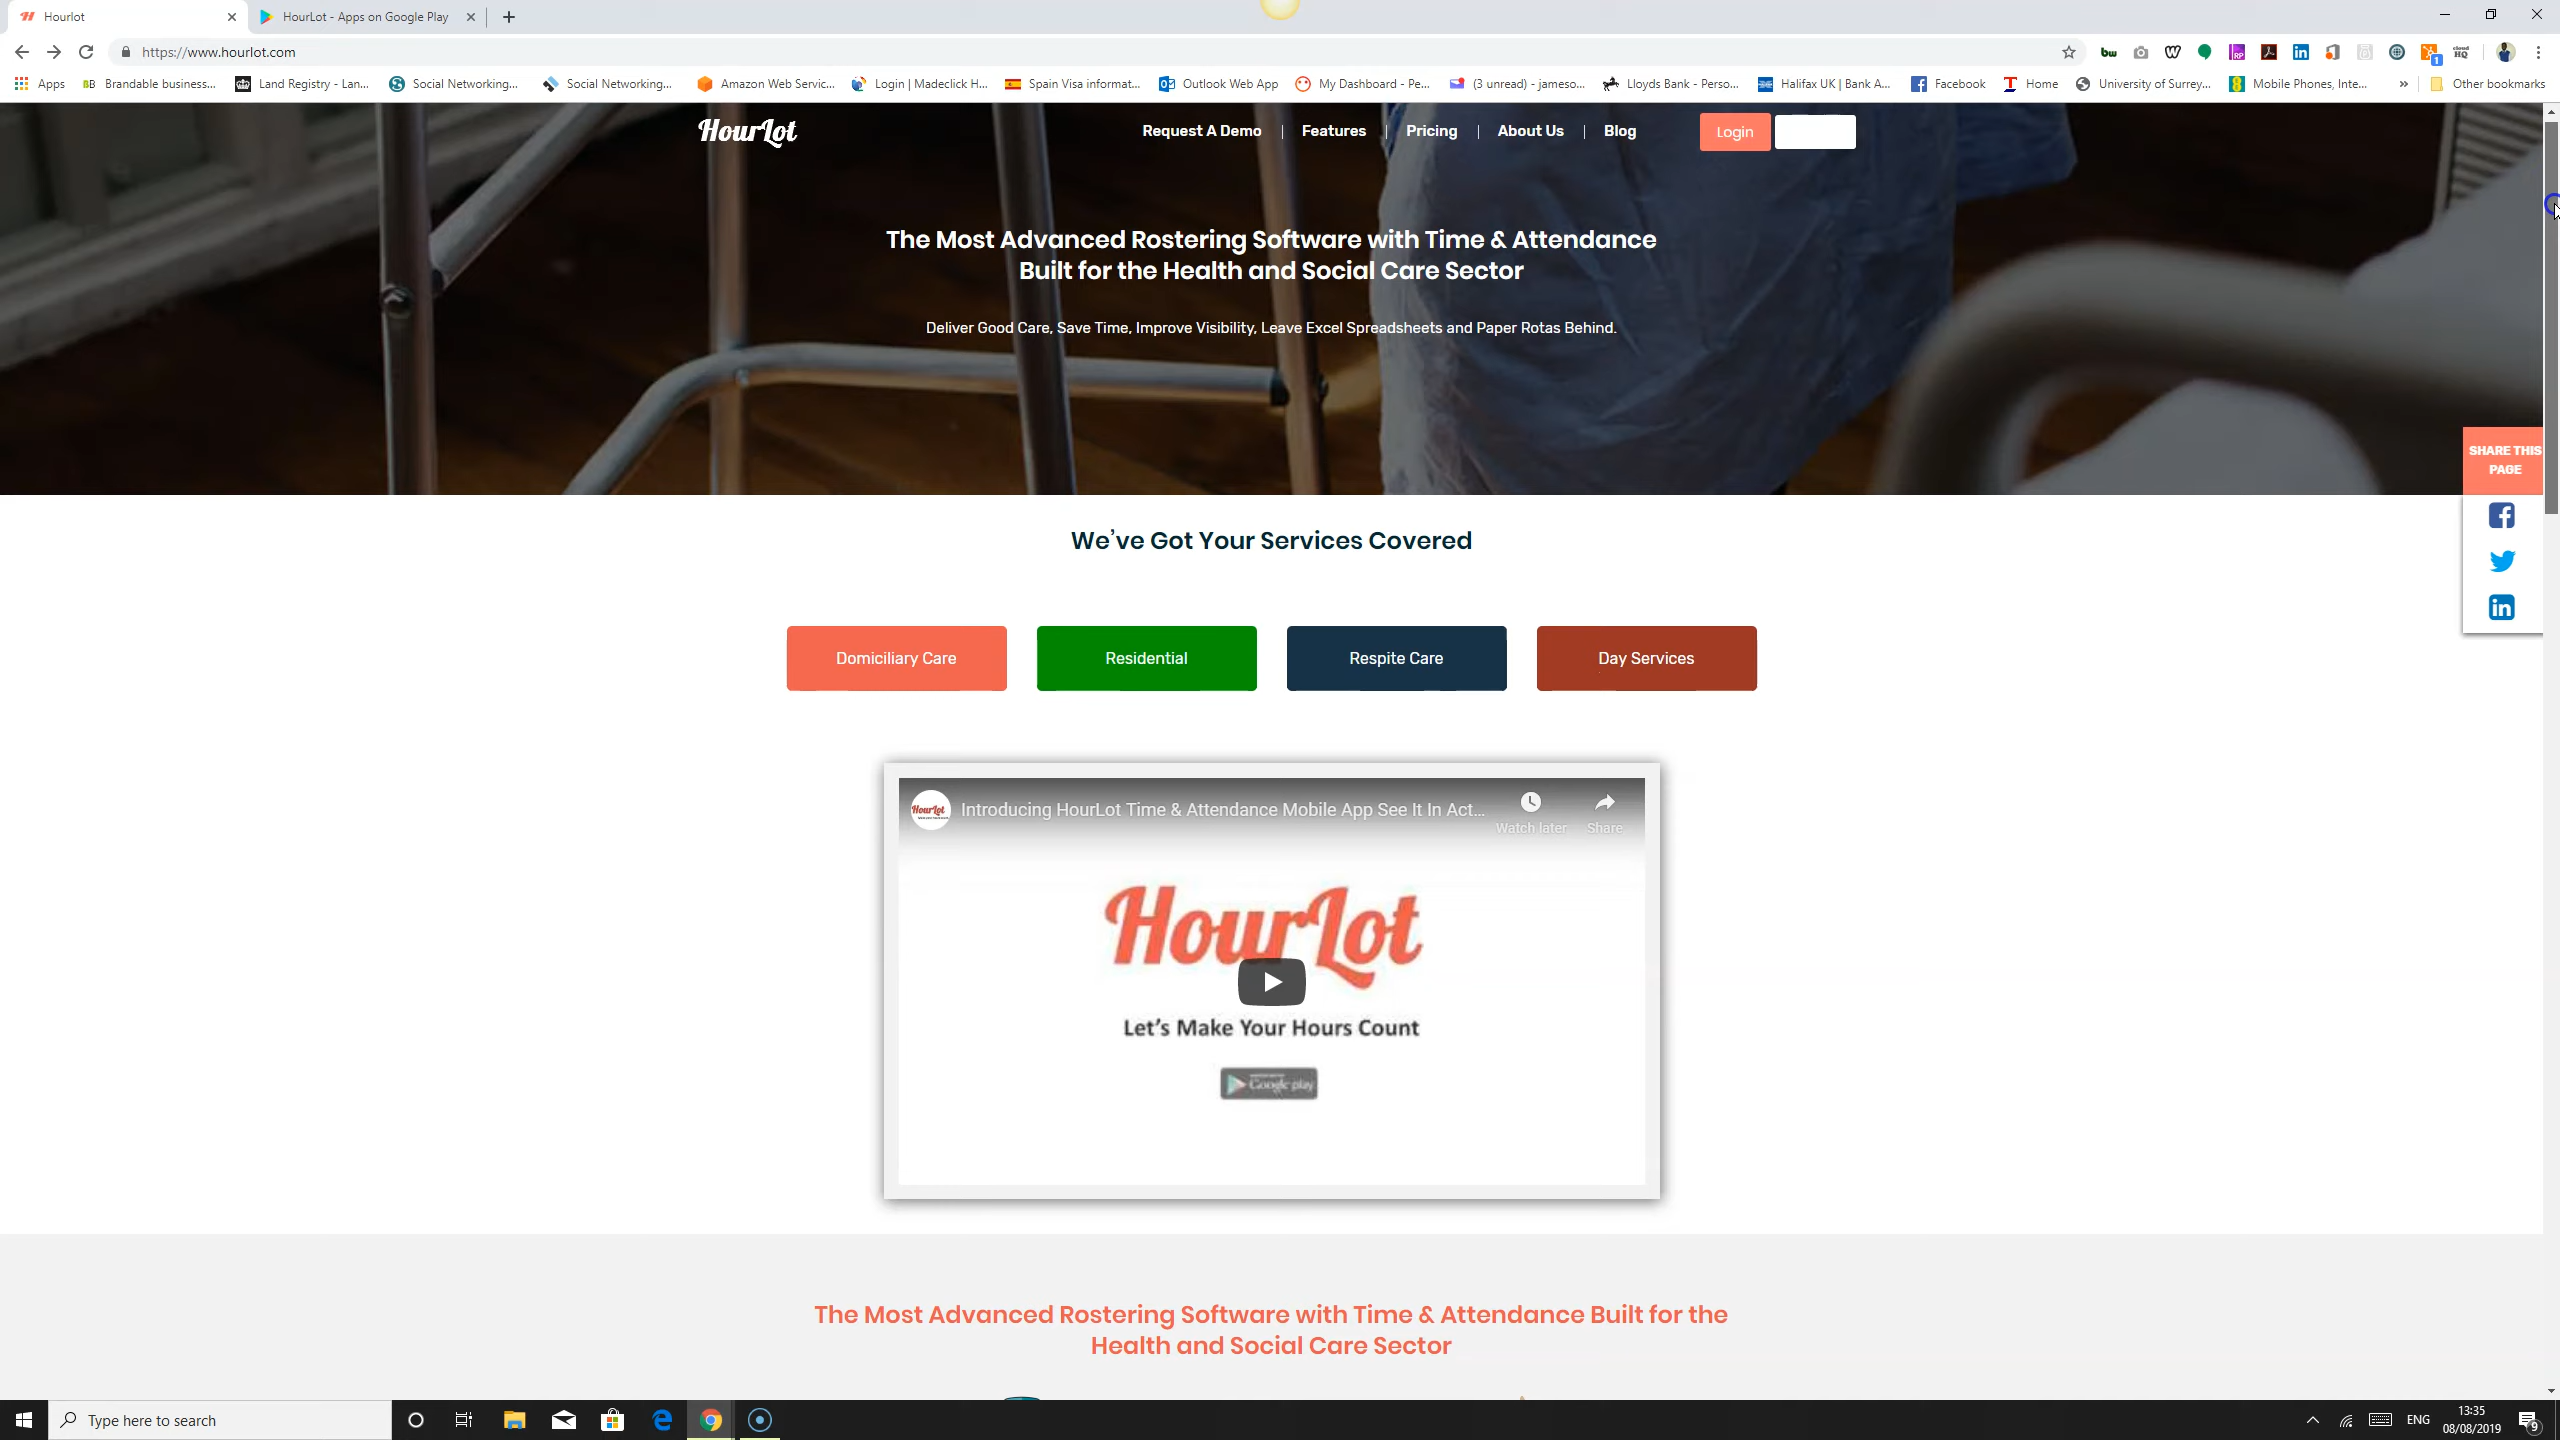 Hourlot
HourLot - Apps on Google Play
https://www.hourlot.com
Apps
BB Brandable business...
Land Registry - Lan...
Social Networking...
Social Networking...
Amazon Web Servic...
Login | Madeclick H...
Spain Visa informat...
Outlook Web App
My Dashboard - Pe...
(3 unread) - jameso...
Lloyds Bank - Perso...
Halifax UK | Bank A...
Facebook
Home
University of Surrey...
Mobile Phones, Inte...
»
Other bookmarks
HourLot
Request A Demo | Features | Pricing | About Us | Blog
Login
The Most Advanced Rostering Software with Time & Attendance
Built for the Health and Social Care Sector
Deliver Good Care, Save Time, Improve Visibility, Leave Excel Spreadsheets and Paper Rotas Behind.
SHARE THIS
PAGE
We've Got Your Services Covered
Domiciliary Care
Residential
Respite Care
Day Services
HourLot
Introducing HourLot Time & Attendance Mobile App See It In Act...
Watch later
Share
HourLot
Let's Make Your Hours Count
Google play
The Most Advanced Rostering Software with Time & Attendance Built for the
Health and Social Care Sector
Type here to search
ENG
13:35
08/08/2019
9